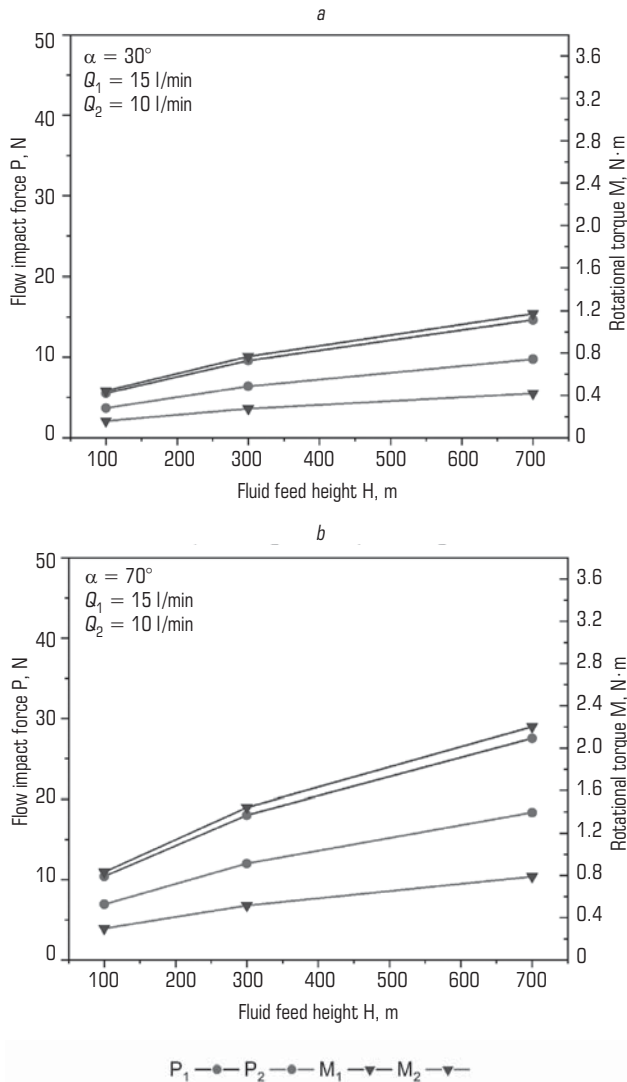 a
α = 30°
Q₁ = 15 l/min
Q₂ = 10 l/min
Flow impact force P, N
50
40
30
20
10
0
Rotational torque M, N·m
3.6
3.2
2.8
2.4
2.0
1.6
1.2
0.8
0.4
0
100 200 300 400 500 600 700
Fluid feed height H, m
b
α = 70°
Q₁ = 15 l/min
Q₂ = 10 l/min
Flow impact force P, N
50
40
30
20
10
0
Rotational torque M, N·m
3.6
3.2
2.8
2.4
2.0
1.6
1.2
0.8
0.4
0
100 200 300 400 500 600 700
Fluid feed height H, m
P₁ P₂ M₁ M₂